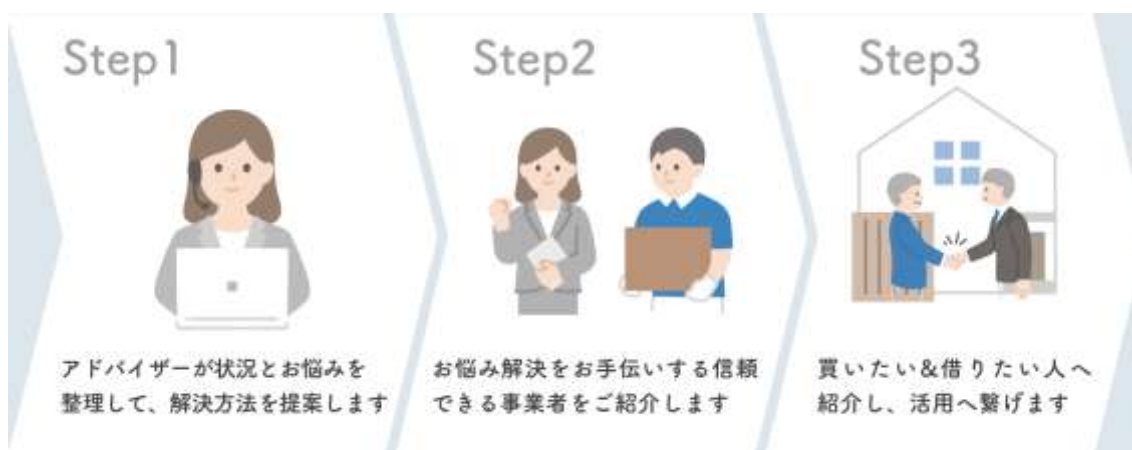 Step1
アドバイザーが状況とお悩みを
整理して、解決方法を提案します
Step2
お悩み解決をお手伝いする信頼
できる事業者をご紹介します
Step3
買いたい&借りたい人へ
紹介し、活用へ繋げます